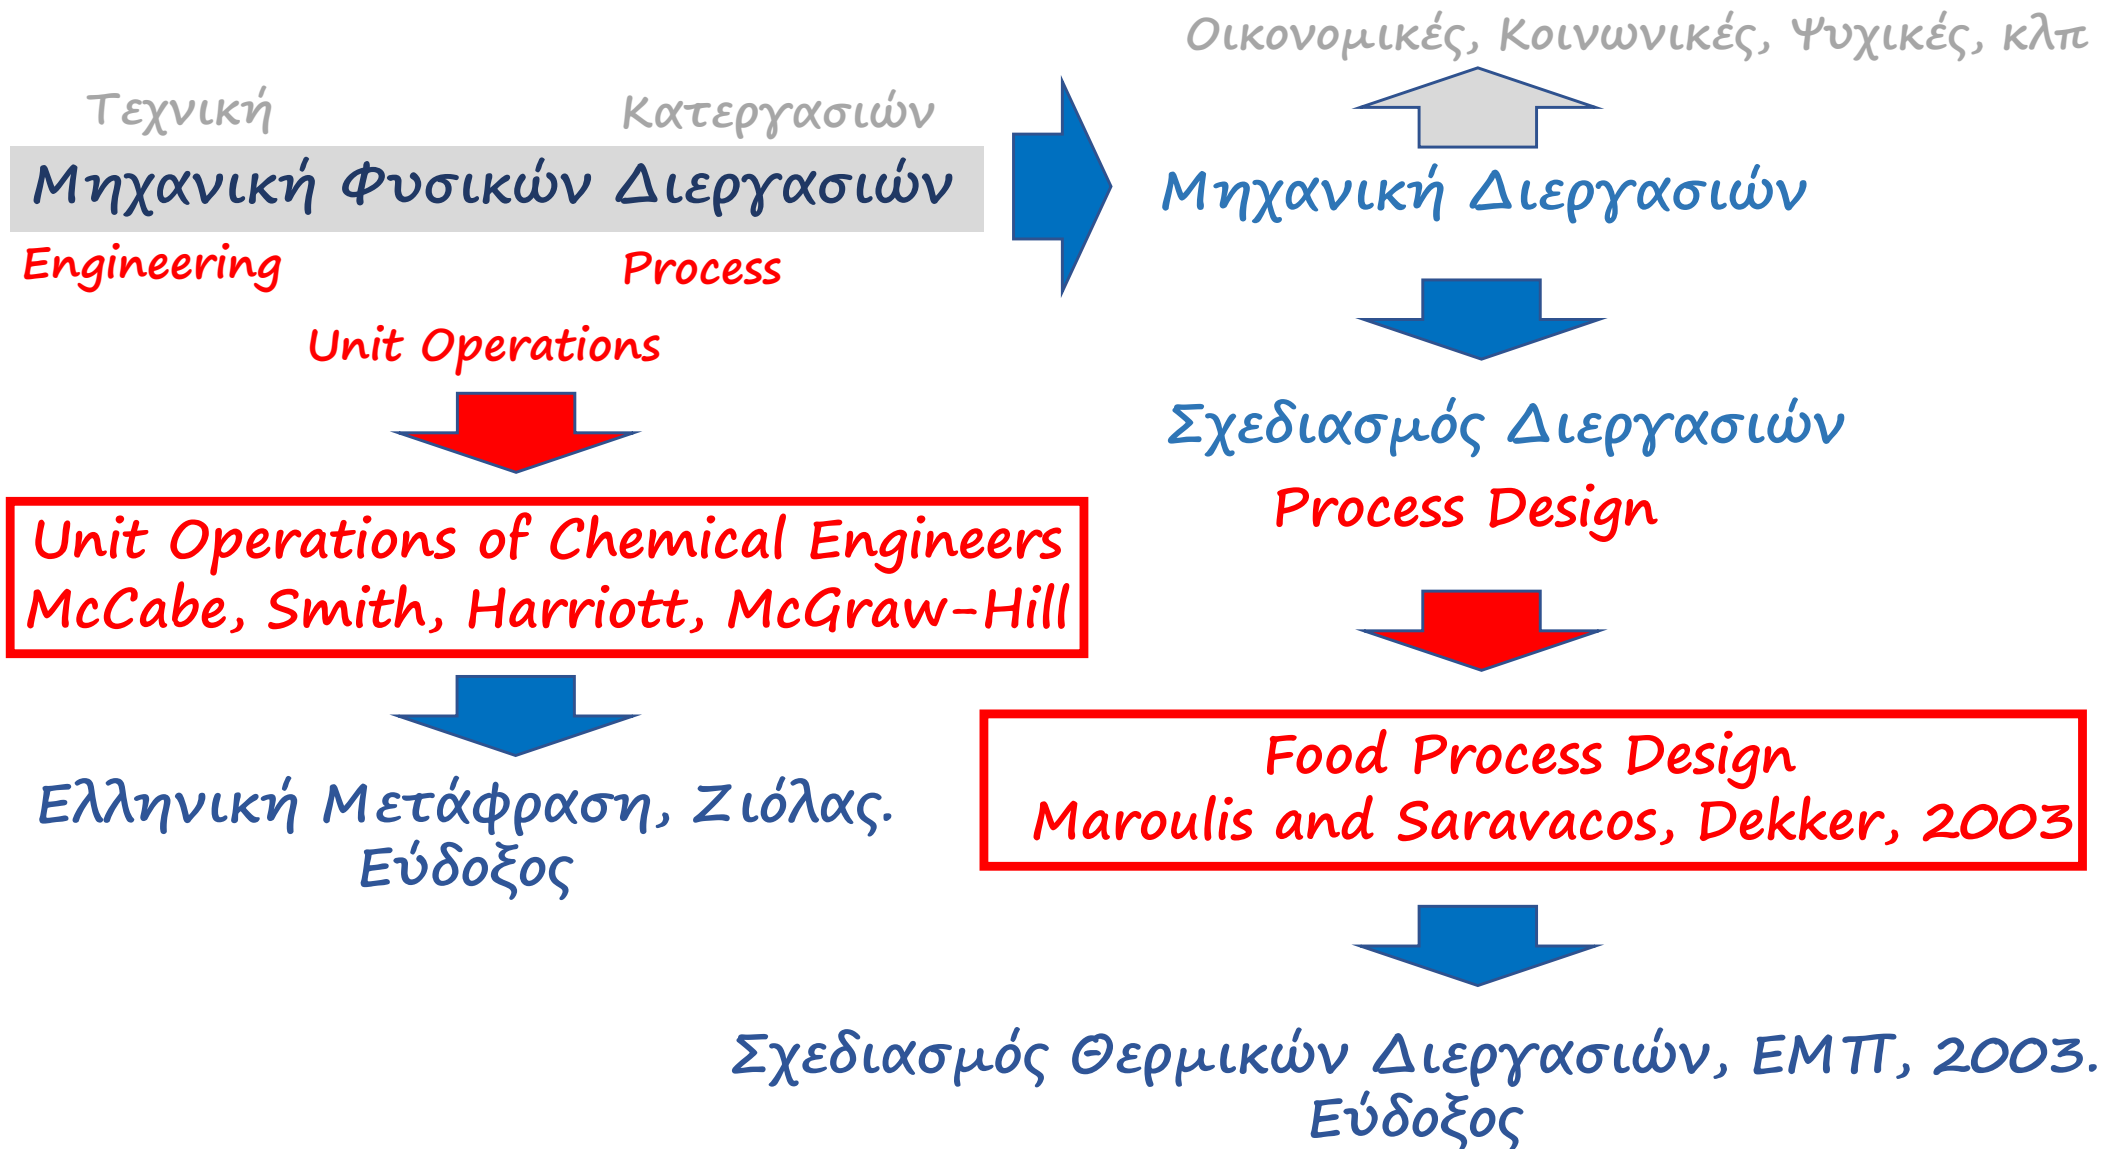 Τεχνική Κατεργασιών
Μηχανική Φυσικών Διεργασιών
Engineering Process
Unit Operations
Unit Operations of Chemical Engineers
McCabe, Smith, Harriott, McGraw-Hill
Ελληνική Μετάφραση, Ζιόλας.
Εύδοξος
Οικονομικές, Κοινωνικές, Ψυχικές, κλπ
Μηχανική Διεργασιών
Σχεδιασμός Διεργασιών
Process Design
Food Process Design
Maroulis and Saravacos, Dekker, 2003
Σχεδιασμός Θερμικών Διεργασιών, ΕΜΠ, 2003.
Εύδοξος